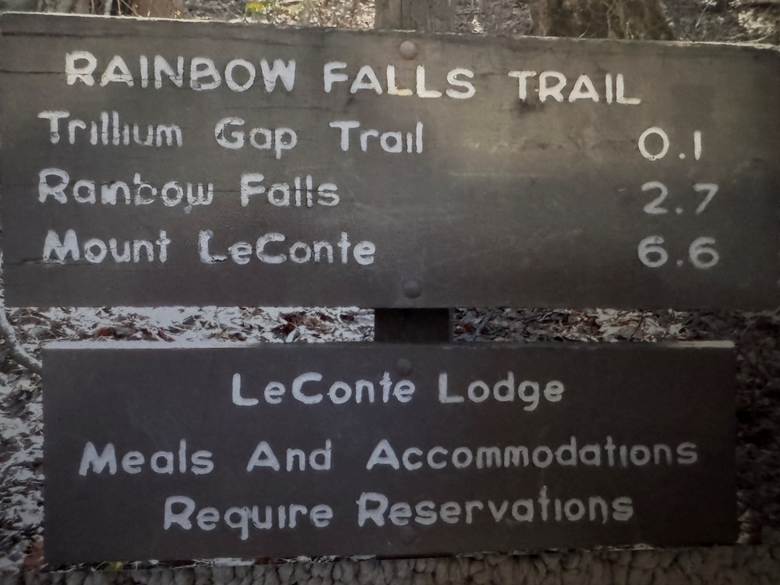 RAINBOW FALLS TRAIL
Trillium Gap Trail 0.1
Rainbow Falls 2.7
Mount LeConte 6.6
LeConte Lodge
Meals And Accommodations
Require Reservations